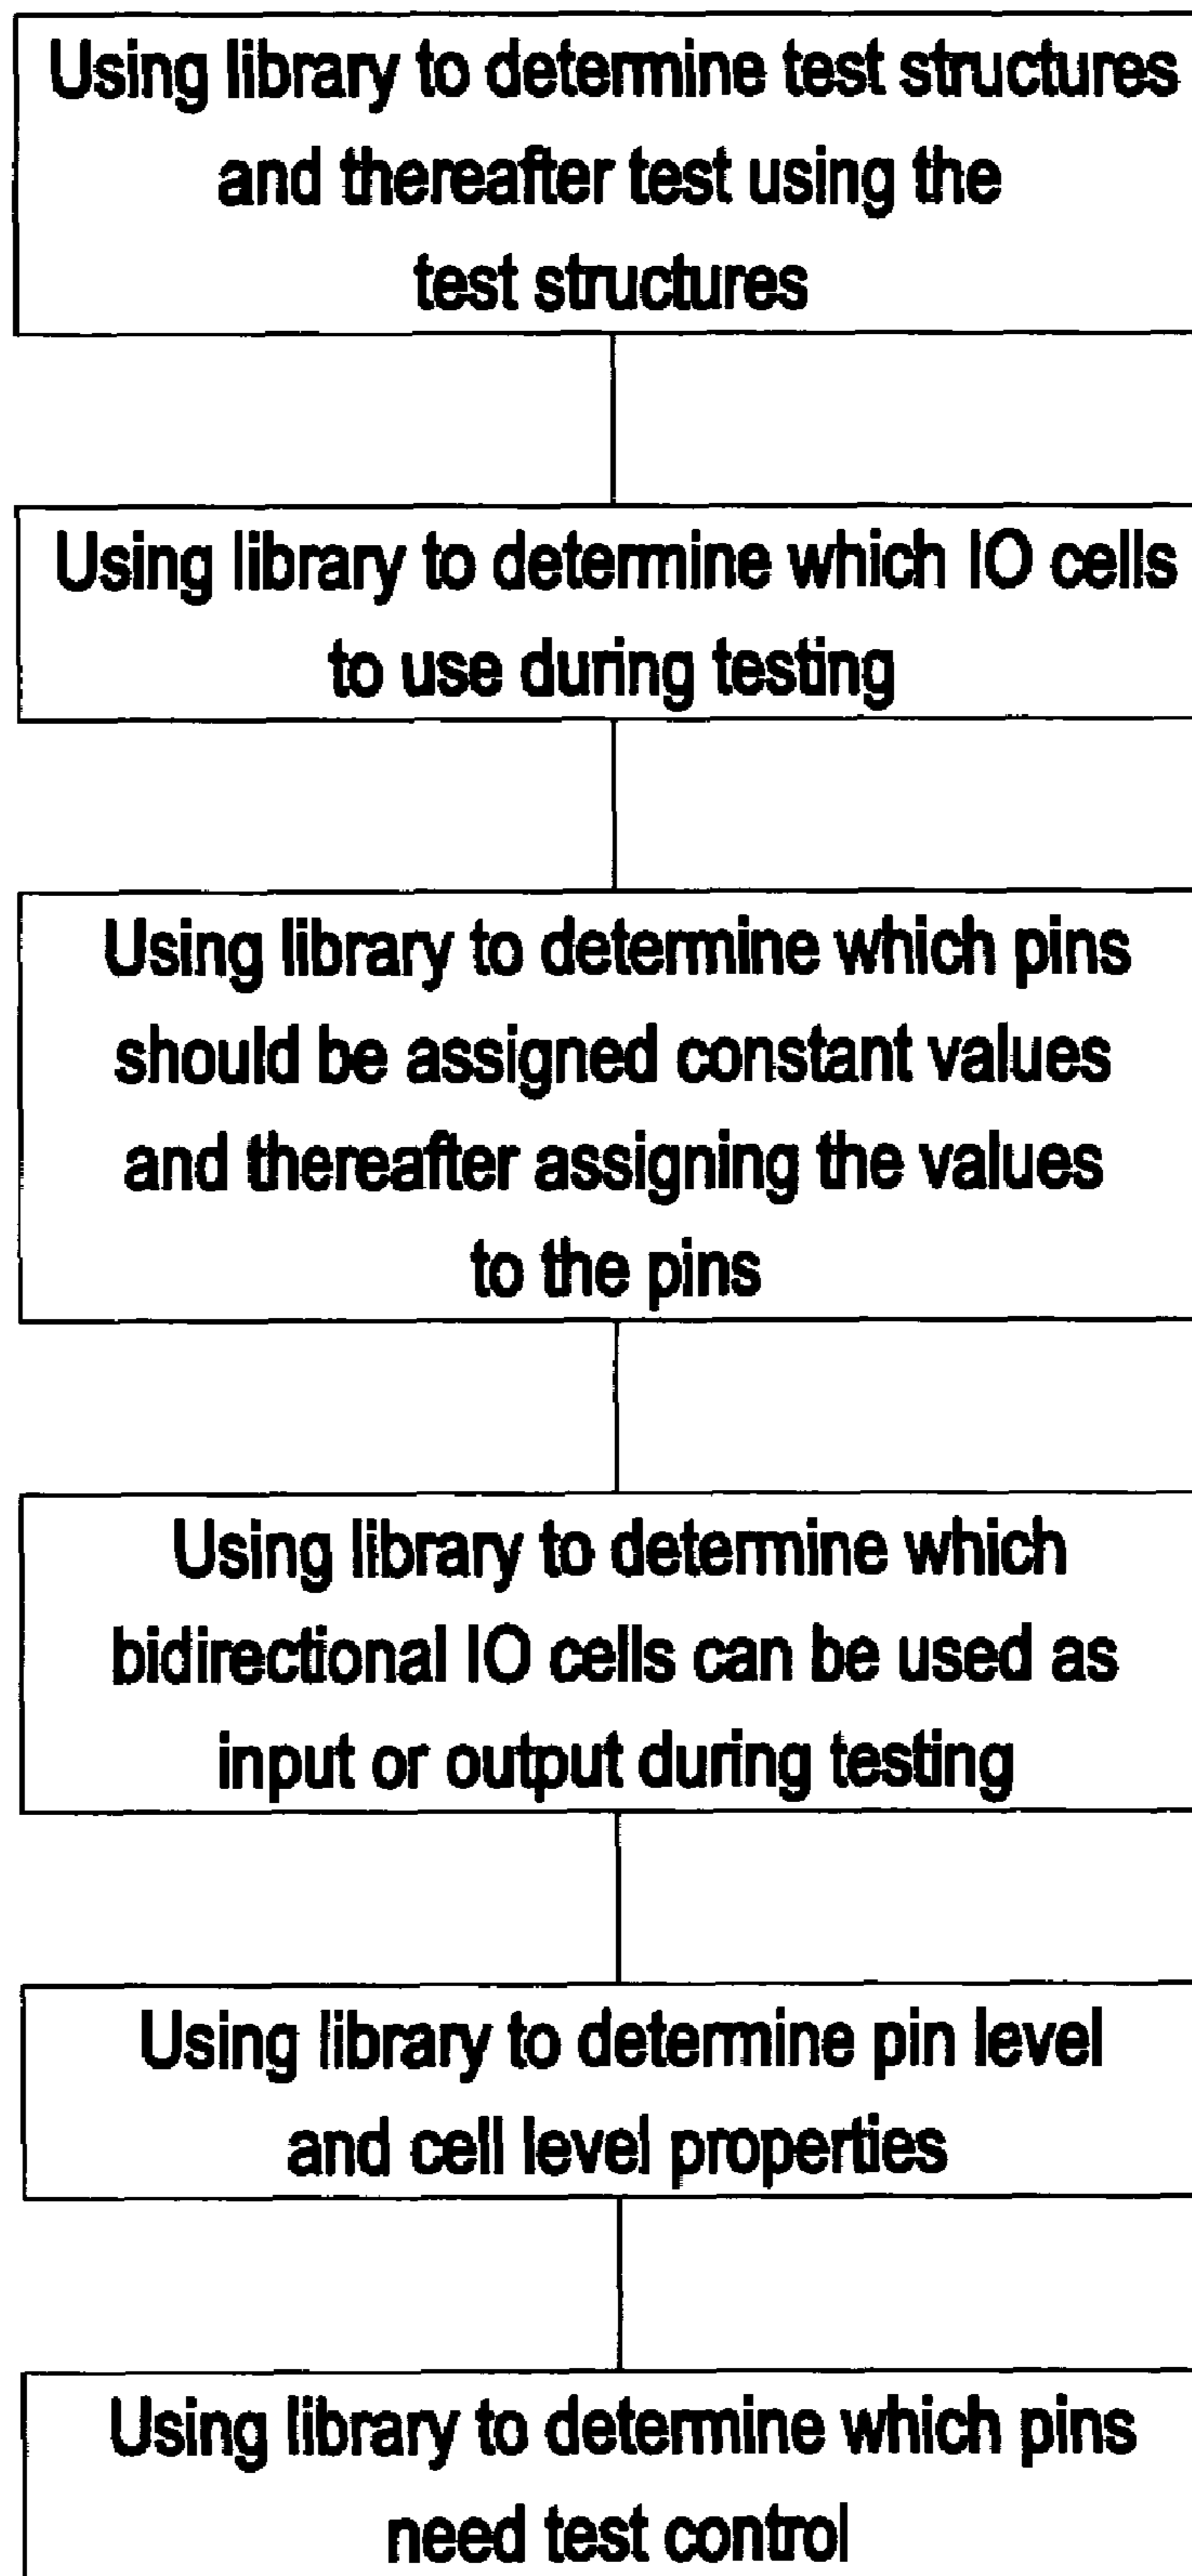 Using library to determine test structures
and thereafter test using the
test structures
Using library to determine which IO cells
to use during testing
Using library to determine which pins
should be assigned constant values
and thereafter assigning the values
to the pins
Using library to determine which
bidirectional IO cells can be used as
input or output during testing
Using library to determine pin level
and cell level properties
Using library to determine which pins
need test control